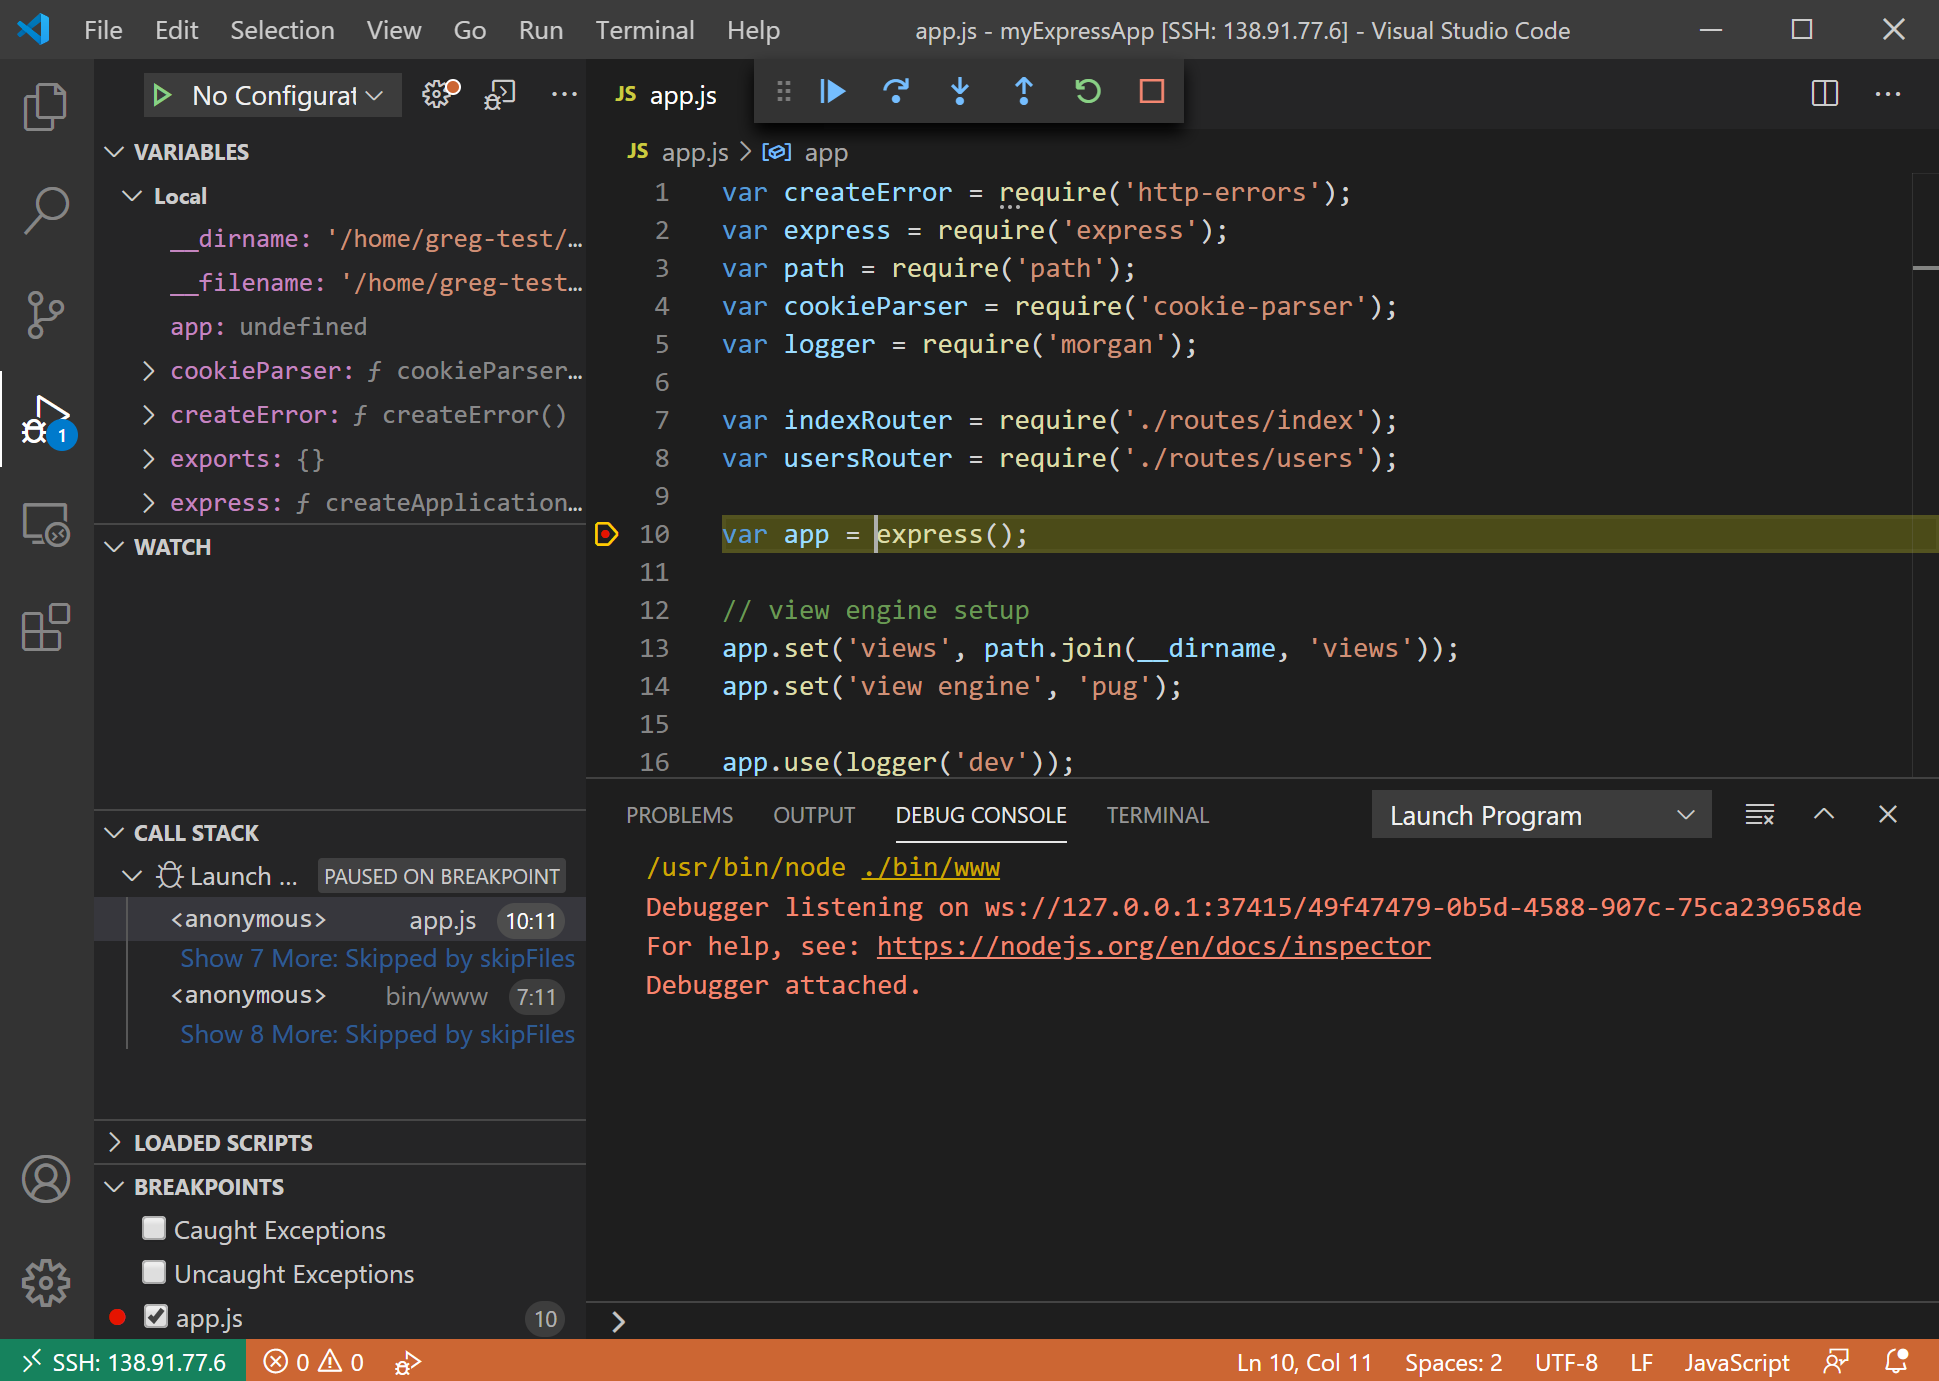 File Edit Selection View Go Run Terminal Help
app.js - myExpressApp [SSH: 138.91.77.6] - Visual Studio Code
No Configurat
VARIABLES
Local
__dirname: '/home/greg-test/…
__filename: '/home/greg-test…
app: undefined
cookieParser: ƒ cookieParser…
createError: ƒ createError()
exports: {}
express: ƒ createApplication…
WATCH
CALL STACK
Launch ... PAUSED ON BREAKPOINT
<anonymous> app.js 10:11
Show 7 More: Skipped by skipFiles
<anonymous> bin/www 7:11
Show 8 More: Skipped by skipFiles
LOADED SCRIPTS
BREAKPOINTS
Caught Exceptions
Uncaught Exceptions
app.js 10
1
JS app.js
JS app.js > app
1 var createError = require('http-errors');
2 var express = require('express');
3 var path = require('path');
4 var cookieParser = require('cookie-parser');
5 var logger = require('morgan');
6
7 var indexRouter = require('./routes/index');
8 var usersRouter = require('./routes/users');
9
10 var app = express();
11
12 // view engine setup
13 app.set('views', path.join(__dirname, 'views'));
14 app.set('view engine', 'pug');
15
16 app.use(logger('dev'));
PROBLEMS OUTPUT DEBUG CONSOLE TERMINAL Launch Program
/usr/bin/node ./bin/www
Debugger listening on ws://127.0.0.1:37415/49f47479-0b5d-4588-907c-75ca239658de
For help, see: https://nodejs.org/en/docs/inspector
Debugger attached.
SSH: 138.91.77.6 0 0 Ln 10, Col 11 Spaces: 2 UTF-8 LF JavaScript